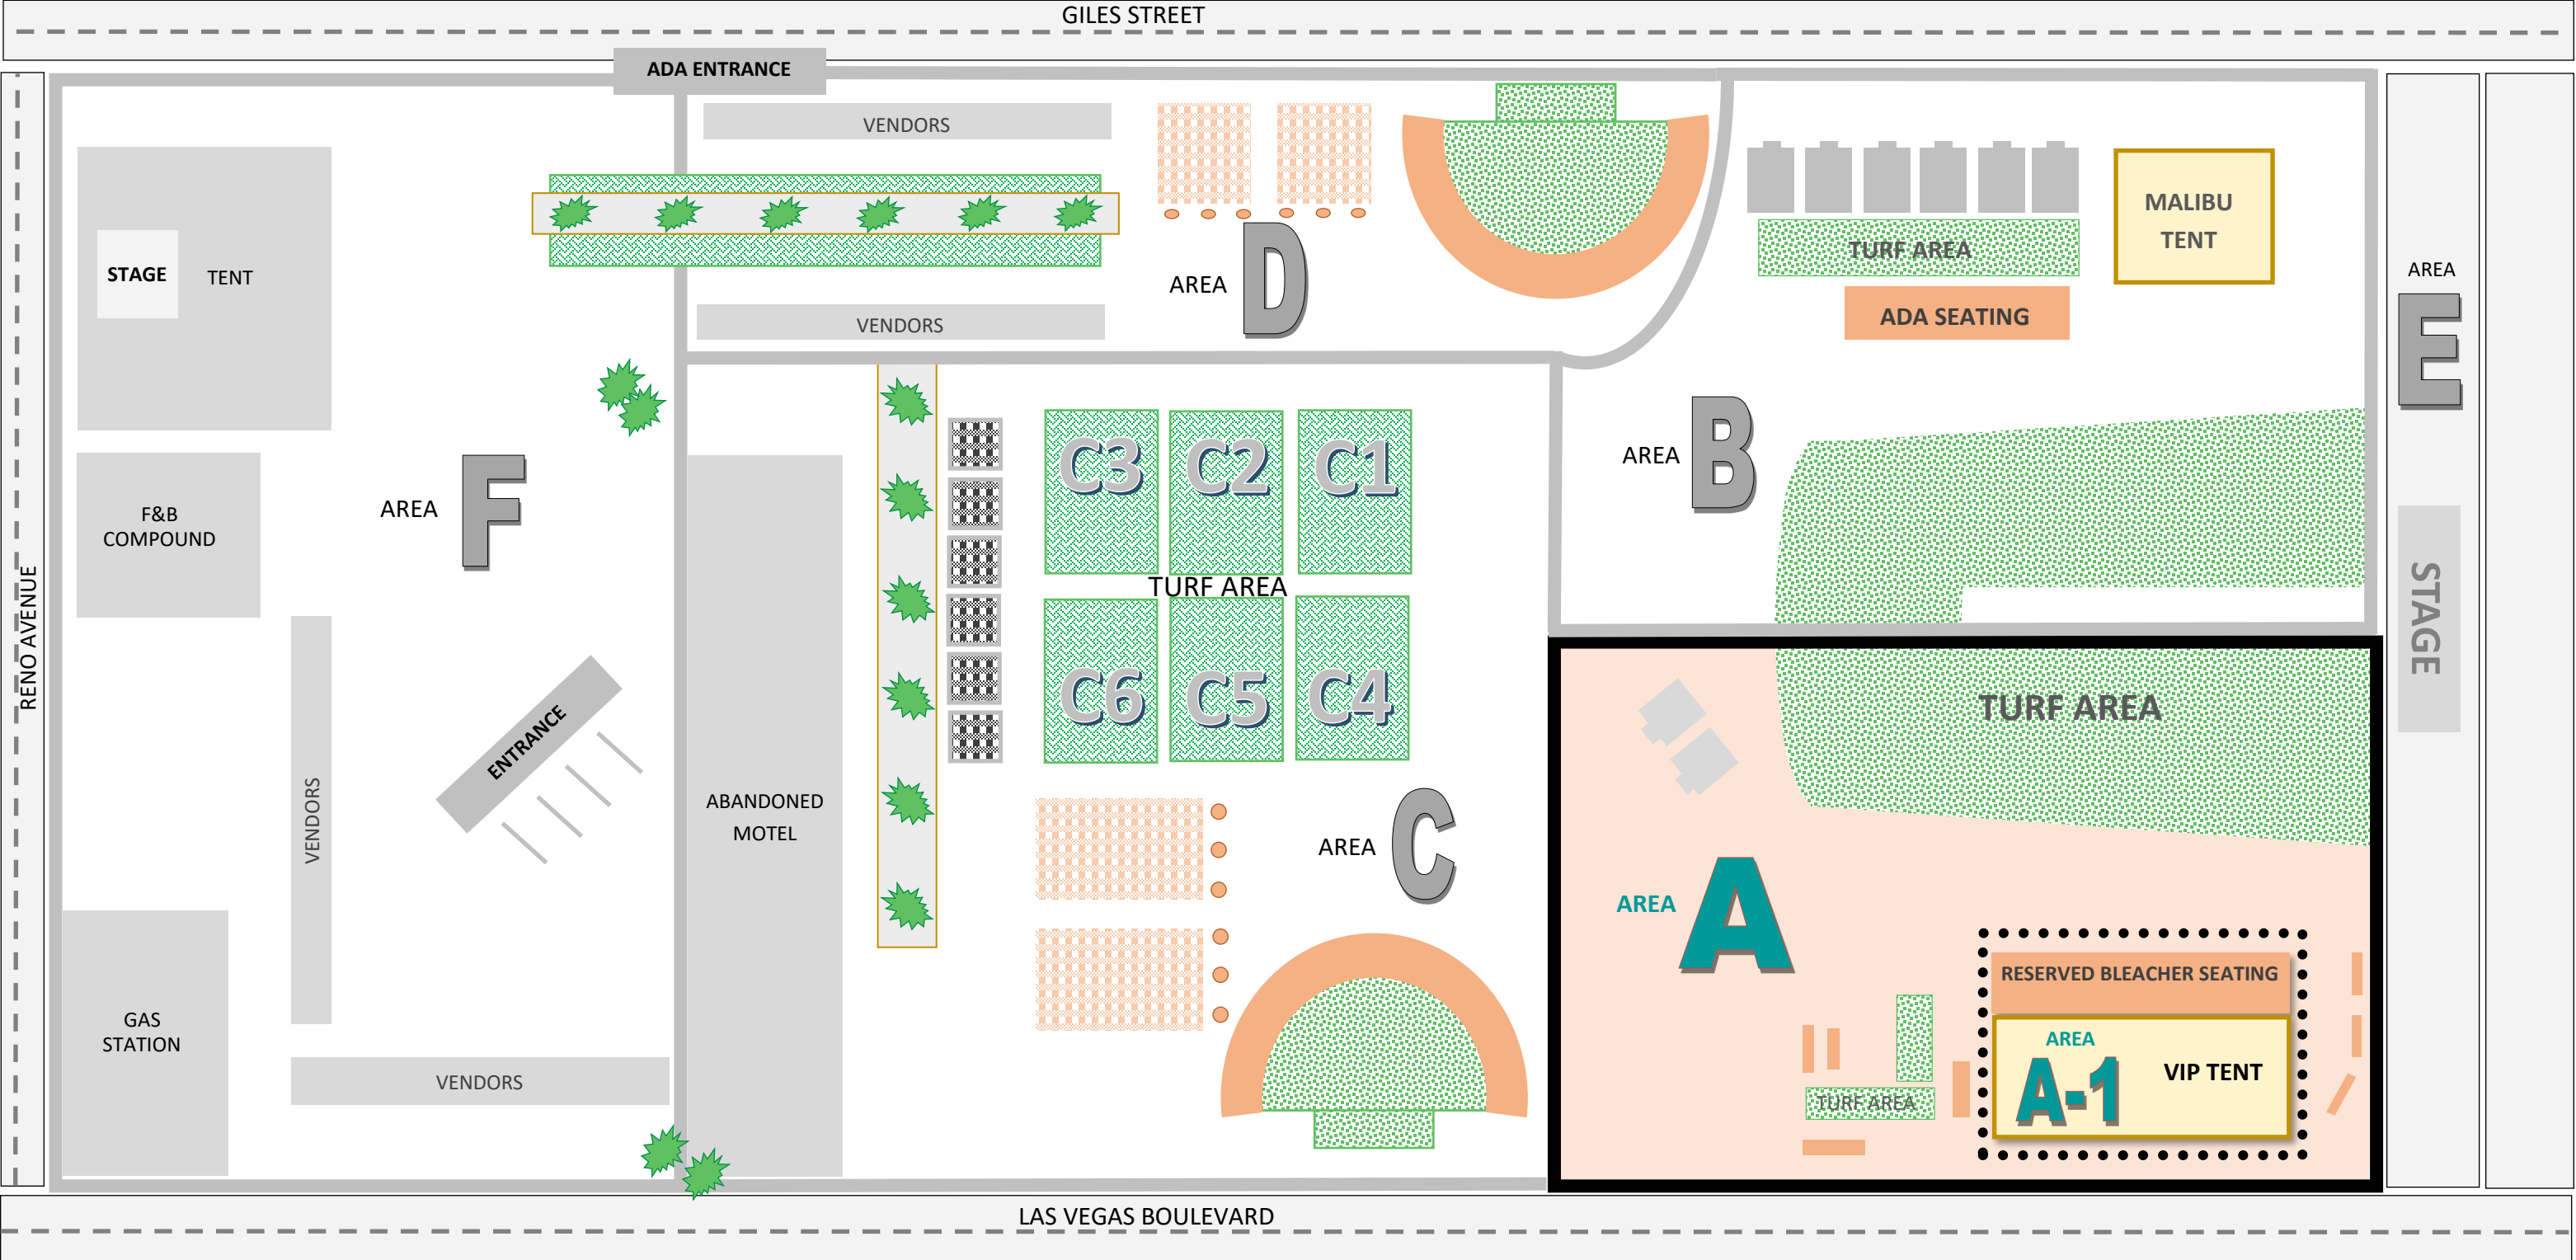 GILES STREET
ADA ENTRANCE
VENDORS
STAGE
TENT
AREA D
VENDORS
TURF AREA
MALIBU
TENT
ADA SEATING
AREA
E
F&B
COMPOUND
AREA F
C3
C2
C1
AREA B
TURF AREA
C6
C5
C4
STAGE
RENO AVENUE
ENTRANCE
VENDORS
ABANDONED
MOTEL
AREA C
TURF AREA
AREA A
RESERVED BLEACHER SEATING
AREA
A-1
VIP TENT
TURF AREA
GAS
STATION
VENDORS
LAS VEGAS BOULEVARD